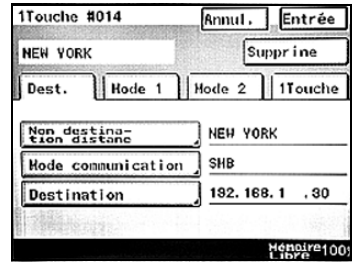 1Touche #014
Annul. Entrée
NEW YORK
Supprine
Dest. Mode 1 Mode 2 1Touche
Non destina-
tion distanc
NEW YORK
Mode communication SMB
Destination 192.168.1 .30
Mémoire
Libre 100%